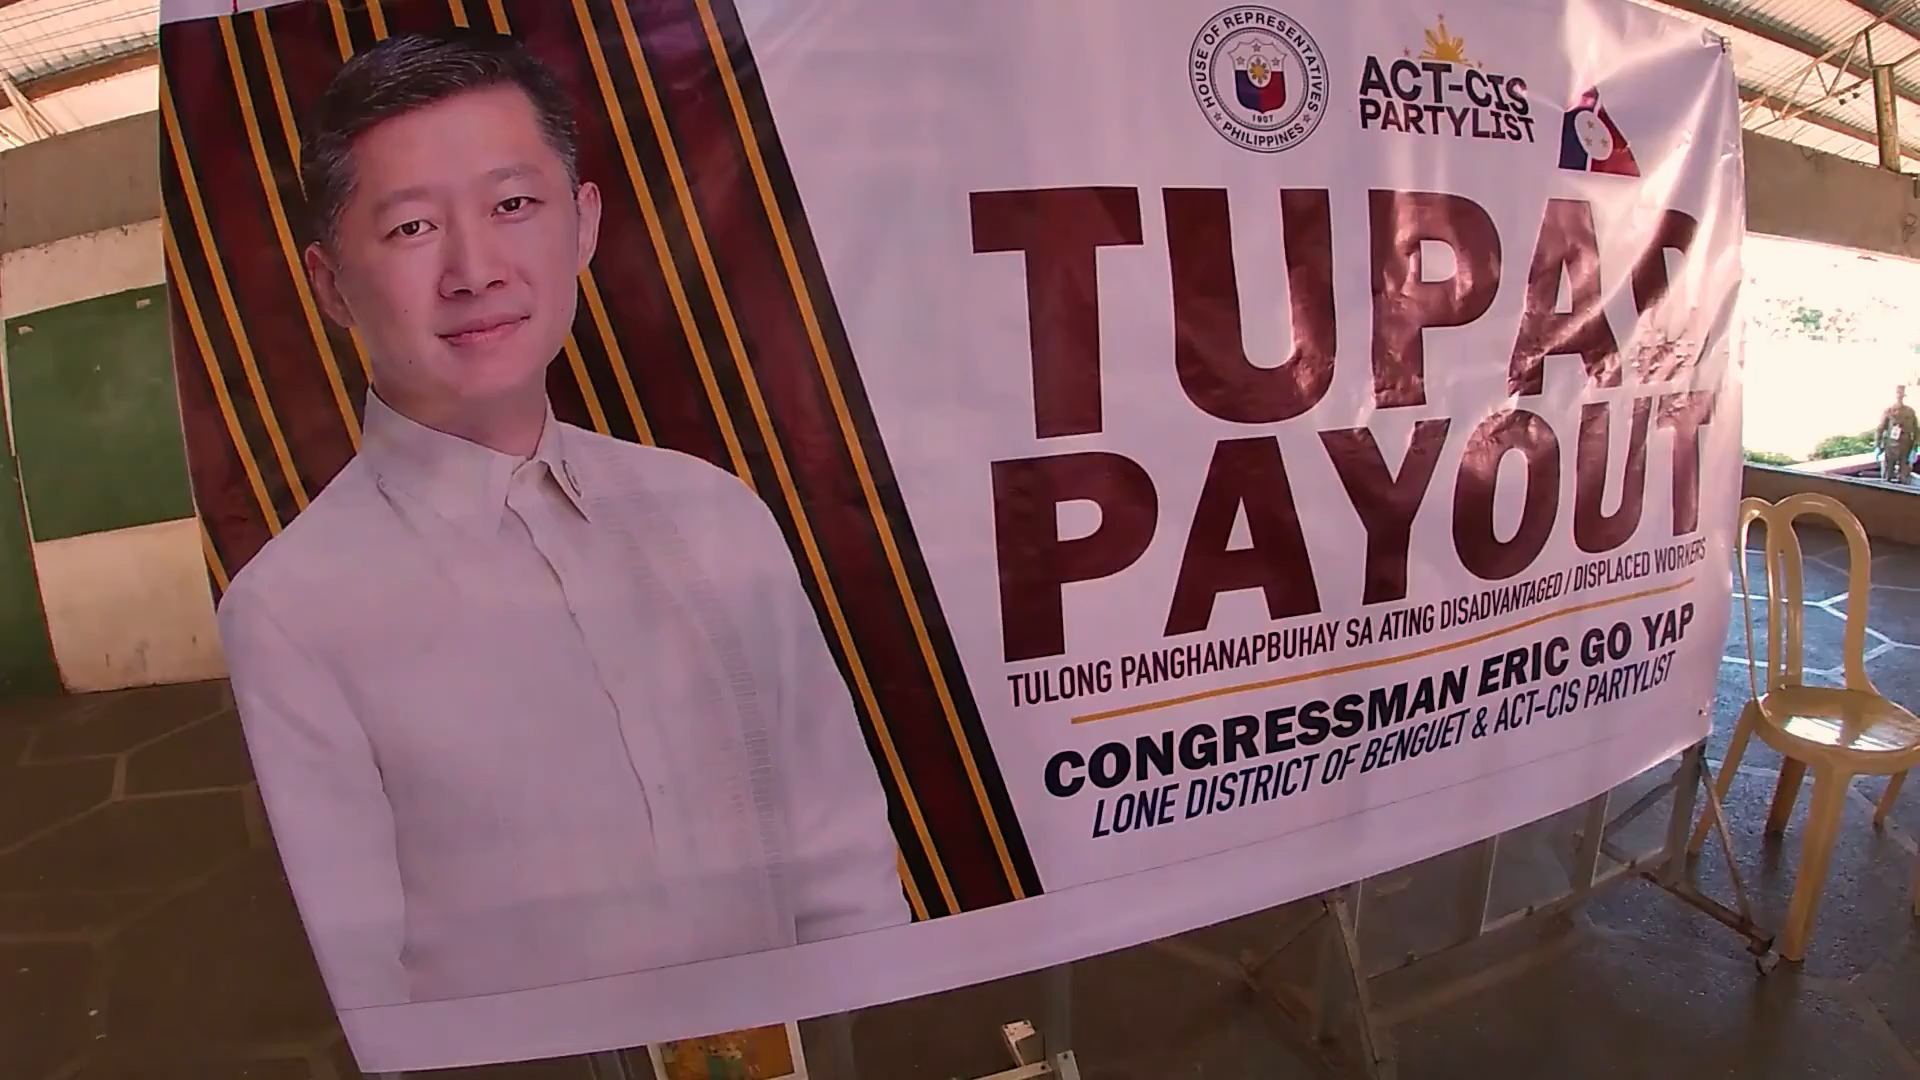 HOUSE OF REPRESENTATIVES
1907
PHILIPPINES
ACT-CIS
PARTYLIST
TUPAD
PAYOUT
TULONG PANGHANAPBUHAY SA ATING DISADVANTAGED / DISPLACED WORKERS
CONGRESSMAN ERIC GO YAP
LONE DISTRICT OF BENGUET & ACT-CIS PARTYLIST